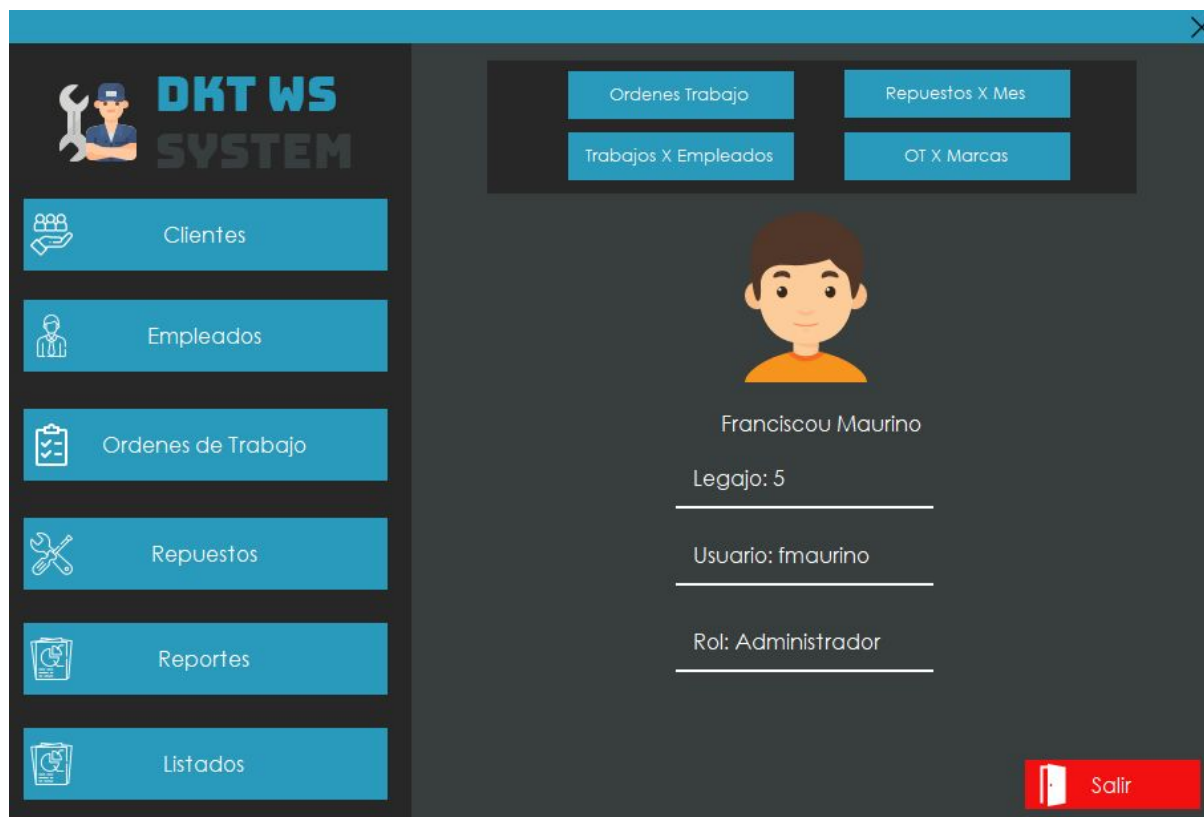 DKT WS
SYSTEM
Clientes
Empleados
Ordenes de Trabajo
Repuestos
Reportes
Listados
Ordenes Trabajo
Repuestos X Mes
Trabajos X Empleados
OT X Marcas
Franciscou Maurino
Legajo: 5
Usuario: fmaurino
Rol: Administrador
Salir